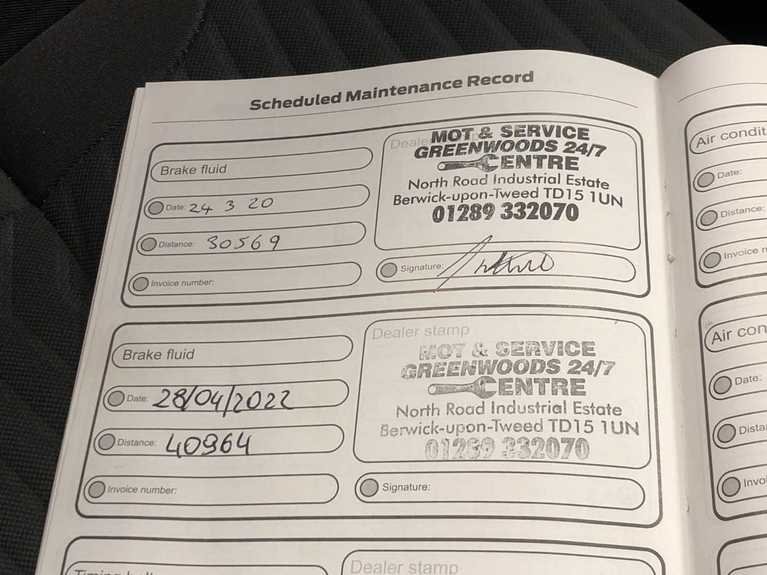 Scheduled Maintenance Record
Brake fluid
Date: 24 3 20
Distance: 30569
Invoice number:
Dealer
MOT & SERVICE
GREENWOODS 24/7
CENTRE
North Road Industrial Estate
Berwick-upon-Tweed TD15 1UN
01289 332070
Signature:
Brake fluid
Date: 28/04/2022
Distance: 40964
Invoice number:
Dealer stamp
MOT & SERVICE
GREENWOODS 24/7
CENTRE
North Road Industrial Estate
Berwick-upon-Tweed TD15 1UN
01289 332070
Signature:
Dealer stamp
Air condit
Date:
Distance:
Invoice n
Air con
Date:
Dista
Invo